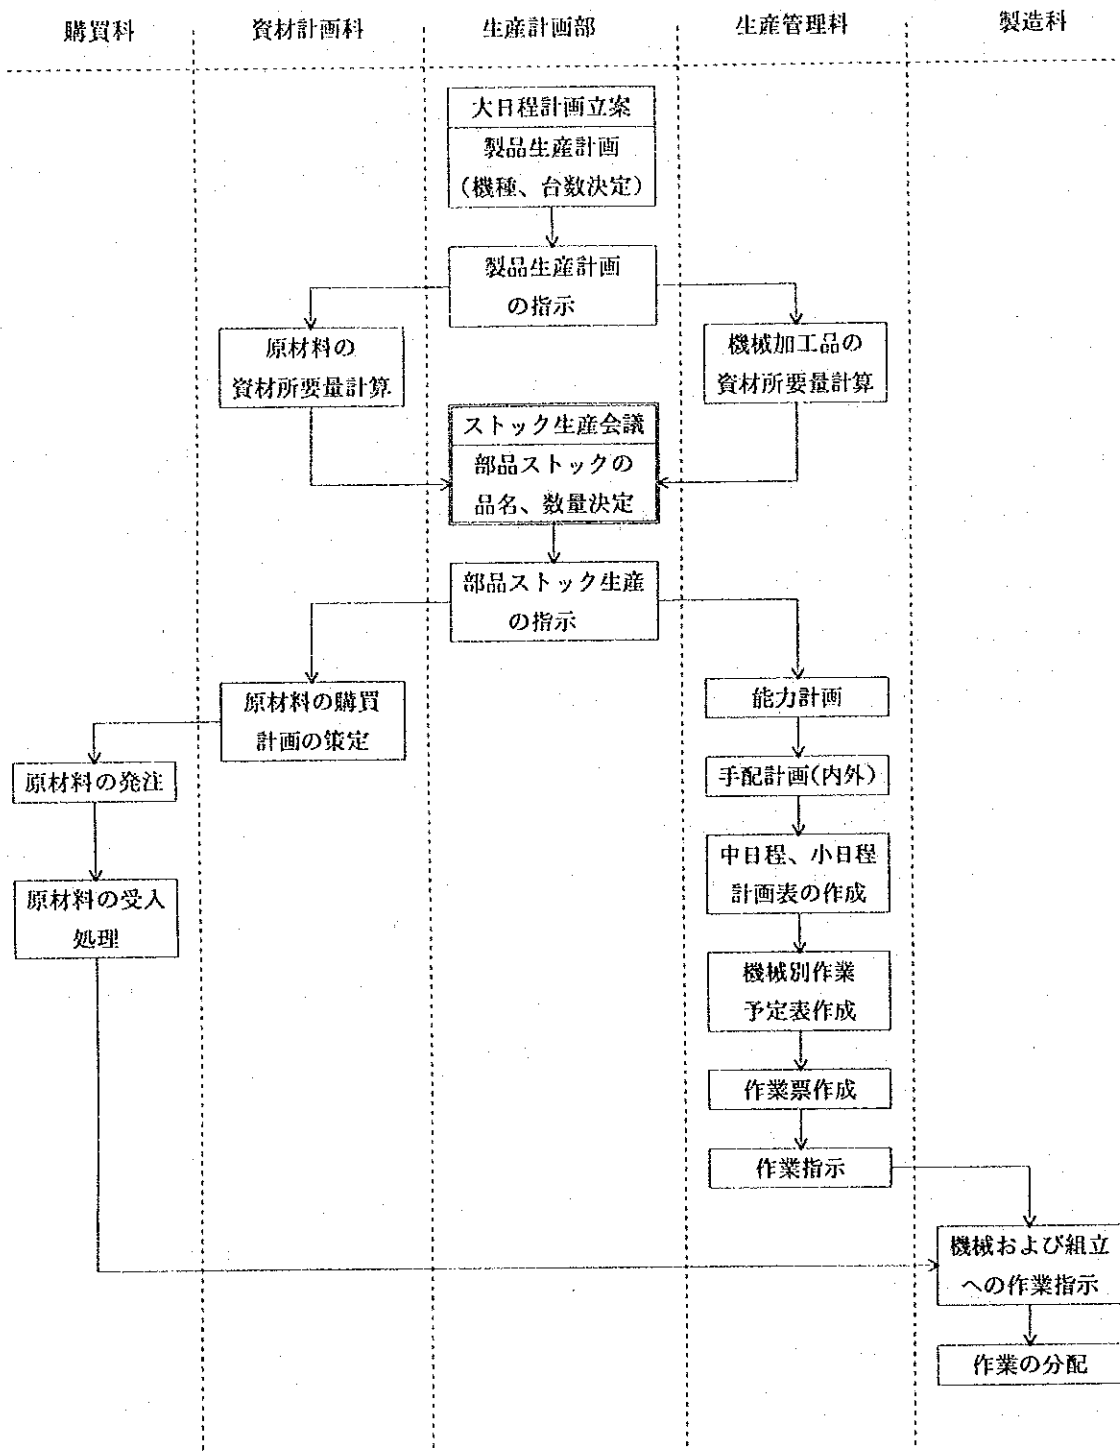 購買科
資材計画科
生産計画部
生産管理料
製造科
大日程計画立案
製品生産計画
(機種、台数決定)
製品生産計画
の指示
原材料の
資材所要量計算
機械加工品の
資材所要量計算
ストック生産会議
部品ストックの
品名、数量決定
部品ストック生産
の指示
原材料の購買
計画の策定
能力計画
原材料の発注
手配計画(内外)
中日程、小日程
計画表の作成
原材料の受入
処理
機械別作業
予定表作成
作業票作成
作業指示
機械および組立
への作業指示
作業の分配